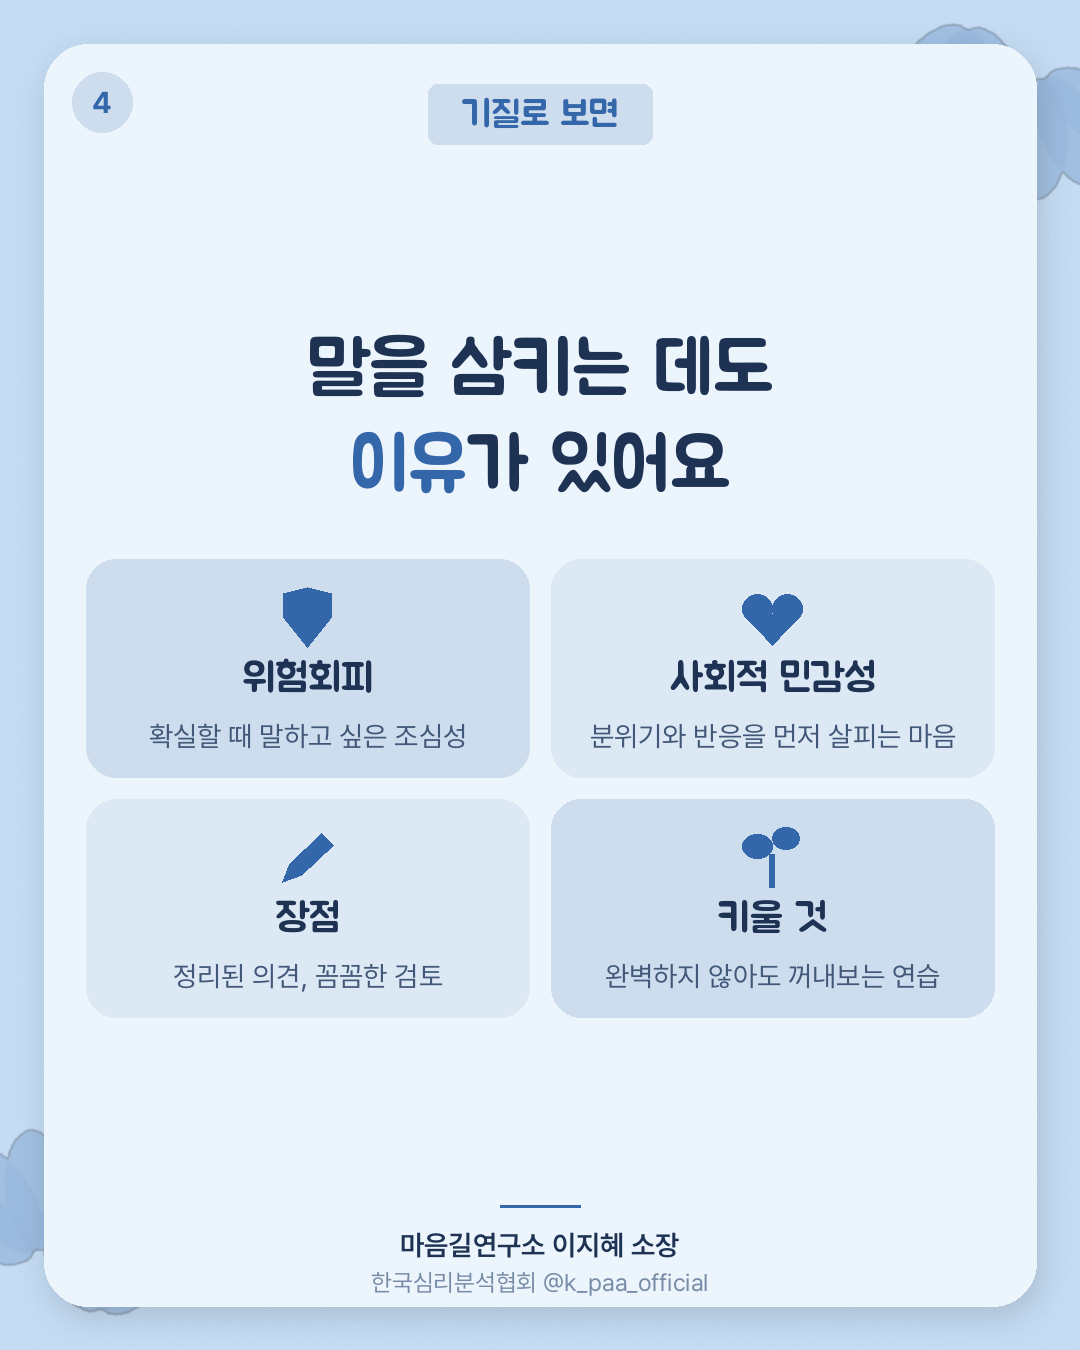 4
기질로 보면
말을 삼키는 데도
이유가 있어요
위험회피
확실할 때 말하고 싶은 조심성
사회적 민감성
분위기와 반응을 먼저 살피는 마음
장점
정리된 의견, 꼼꼼한 검토
키울 것
완벽하지 않아도 꺼내보는 연습
마음길연구소 이지혜 소장
한국심리분석협회 @k_paa_official